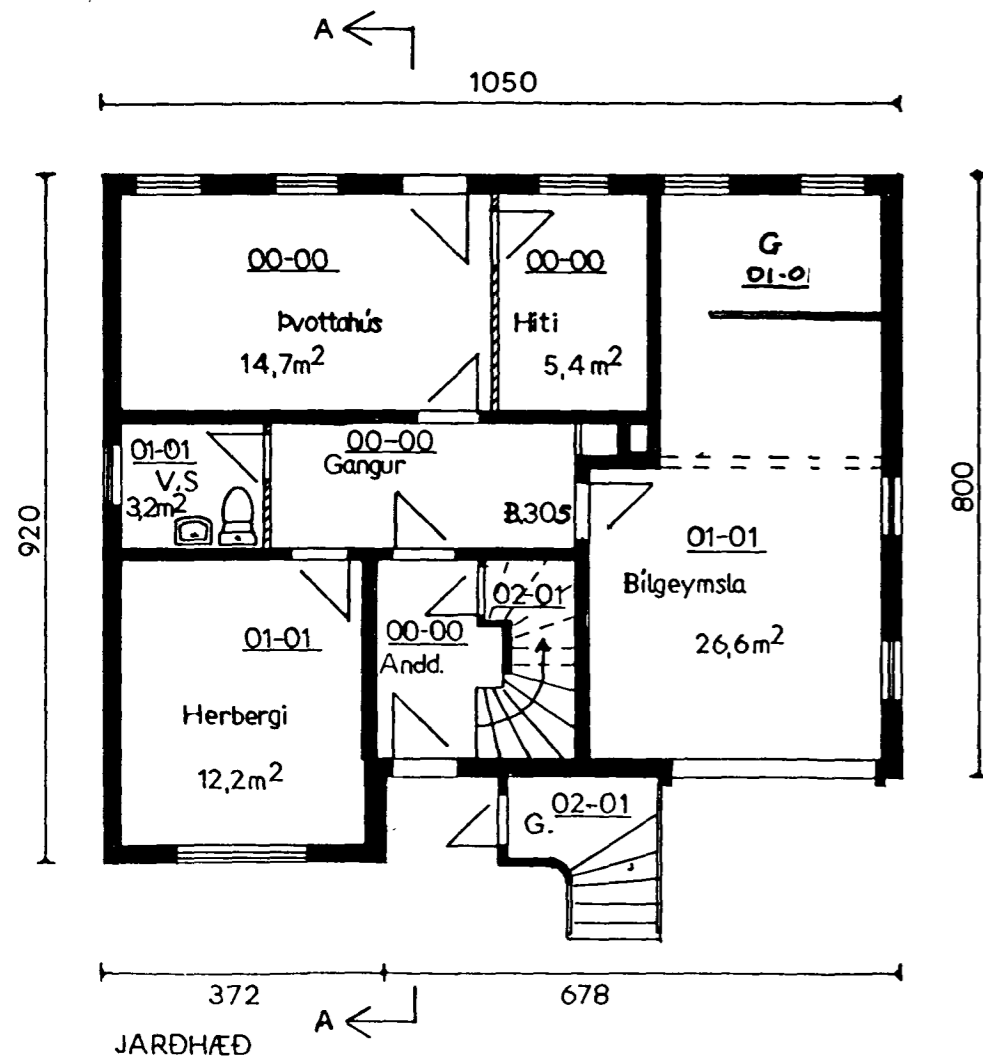 A
1050
920
800
00-00
Þvottahús
14,7m²
00-00
Hiti
5,4m²
G
01-01
01-01
V.S
3,2m²
00-00
Gangur
B.305
01-01
Bílgeymsla
26,6m²
01-01
Herbergi
12,2m²
00-00
Andd.
02-01
02-01
G.
372
678
A
JARÐHÆÐ